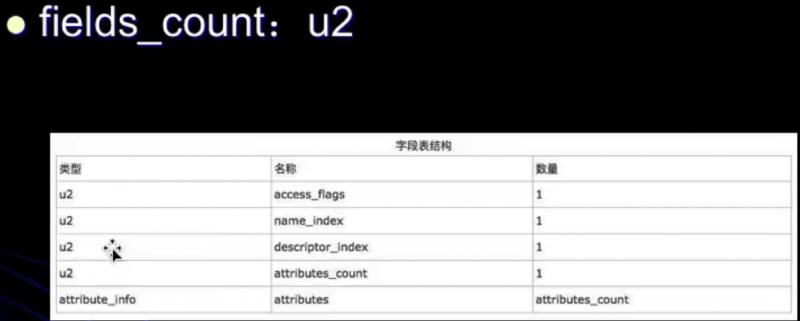 fields_count：u2
字段表结构
类型 名称 数量
u2 access_flags 1
u2 name_index 1
u2 descriptor_index 1
u2 attributes_count 1
attribute_info attributes attributes_count